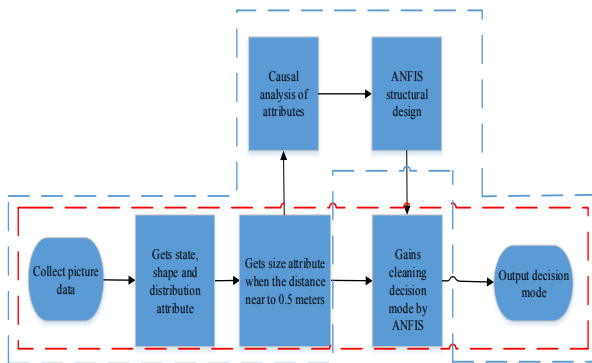 Causal
analysis of
attributes
ANFIS
structural
design
Collect picture
data
Gets state,
shape and
distribution
attribute
Gets size attribute
when the distance
near to 0.5 meters
Gains
cleaning
decision
mode by
ANFIS
Output decision
mode